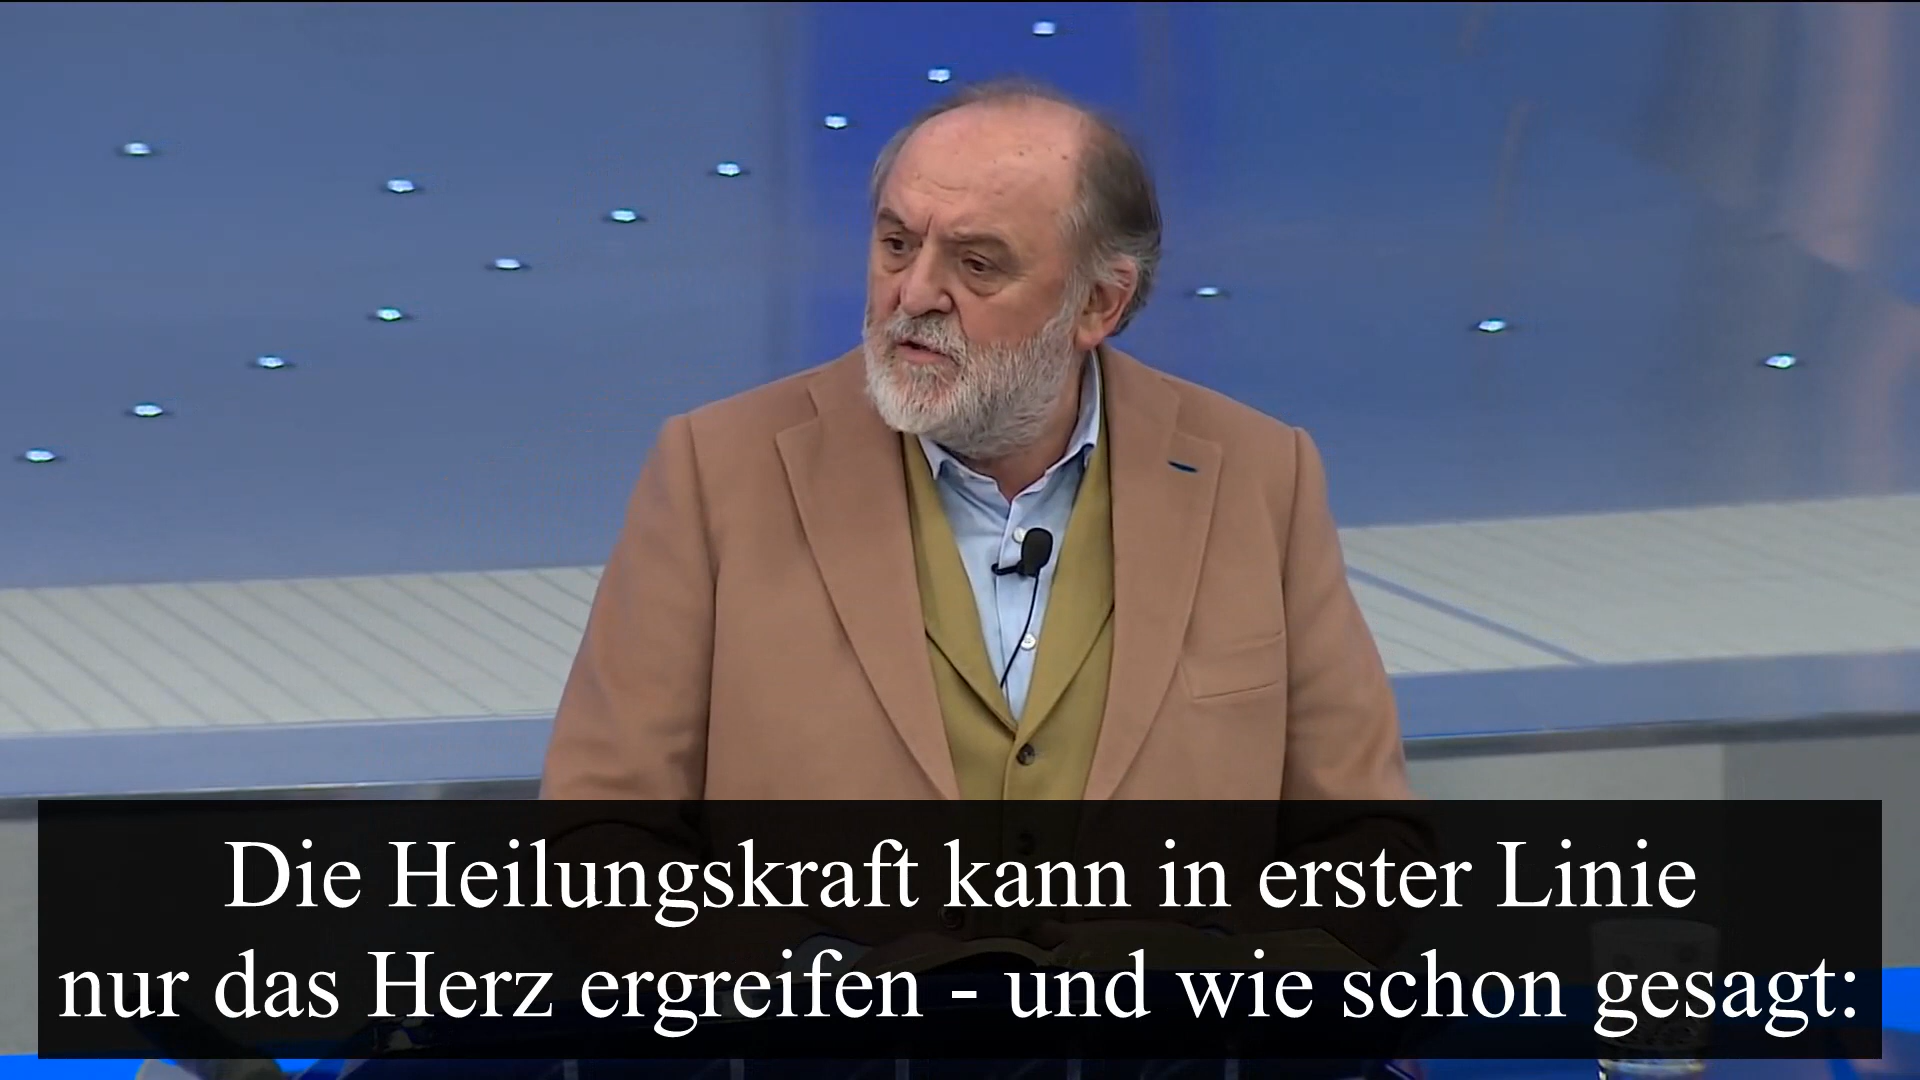 Die Heilungskraft kann in erster Linie
nur das Herz ergreifen - und wie schon gesagt: